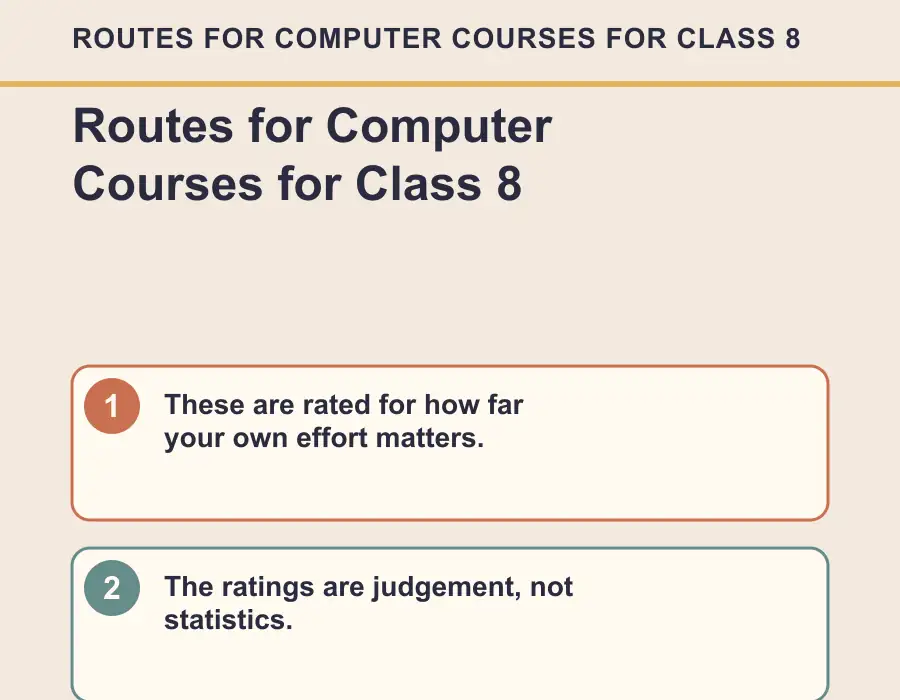 ROUTES FOR COMPUTER COURSES FOR CLASS 8
Routes for Computer
Courses for Class 8
1
These are rated for how far
your own effort matters.
2
The ratings are judgement, not
statistics.